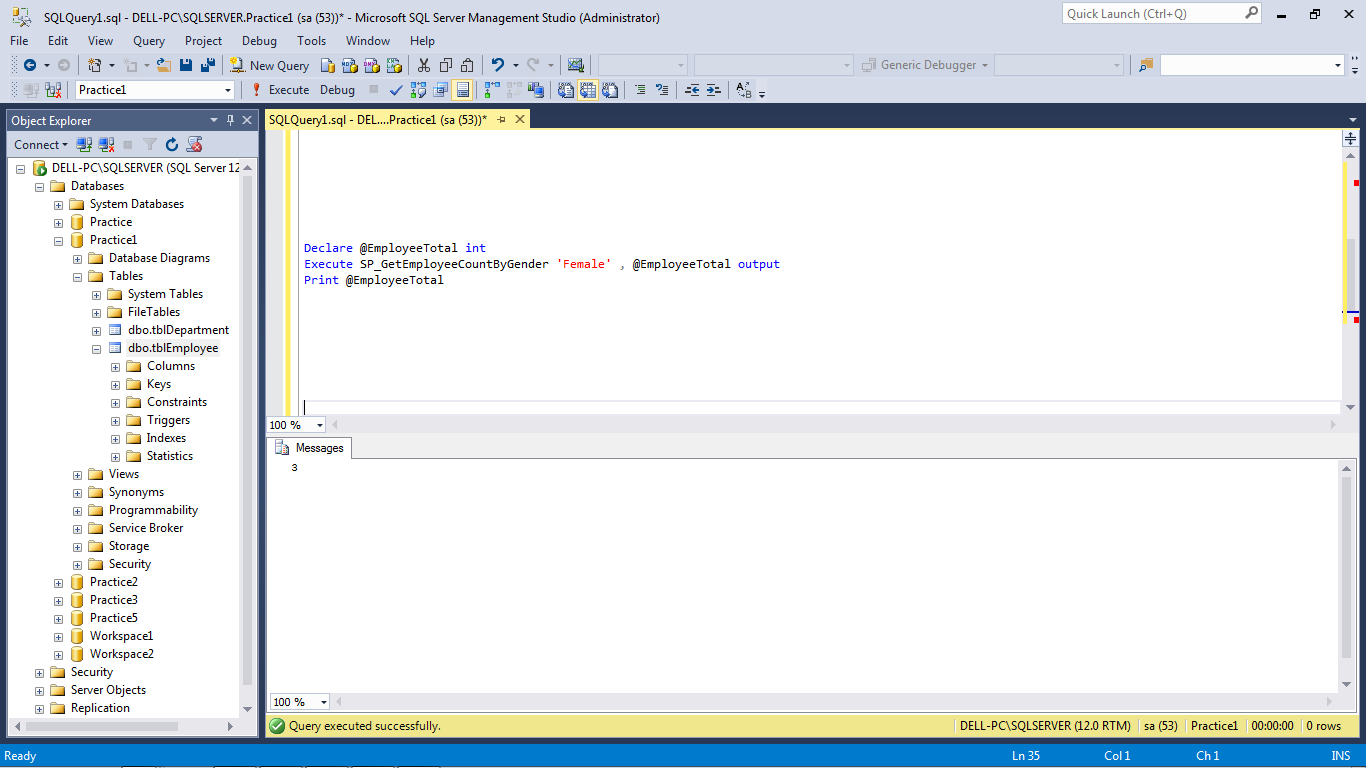 SQLQuery1.sql - DELL-PC\SQLSERVER.Practice1 (sa (53))* - Microsoft SQL Server Management Studio (Administrator)
Quick Launch (Ctrl+Q)
File Edit View Query Project Debug Tools Window Help
New Query
Generic Debugger
Practice1
Execute Debug
Object Explorer
Connect
DELL-PC\SQLSERVER (SQL Server 12
Databases
System Databases
Practice
Practice1
Database Diagrams
Tables
System Tables
FileTables
dbo.tblDepartment
dbo.tblEmployee
Columns
Keys
Constraints
Triggers
Indexes
Statistics
Views
Synonyms
Programmability
Service Broker
Storage
Security
Practice2
Practice3
Practice5
Workspace1
Workspace2
Security
Server Objects
Replication
SQLQuery1.sql - DEL....Practice1 (sa (53))*
Declare @EmployeeTotal int
Execute SP_GetEmployeeCountByGender 'Female' , @EmployeeTotal output
Print @EmployeeTotal
100 %
Messages
3
100 %
Query executed successfully.
DELL-PC\SQLSERVER (12.0 RTM) sa (53) Practice1 00:00:00 0 rows
Ready
Ln 35 Col 1 Ch 1 INS